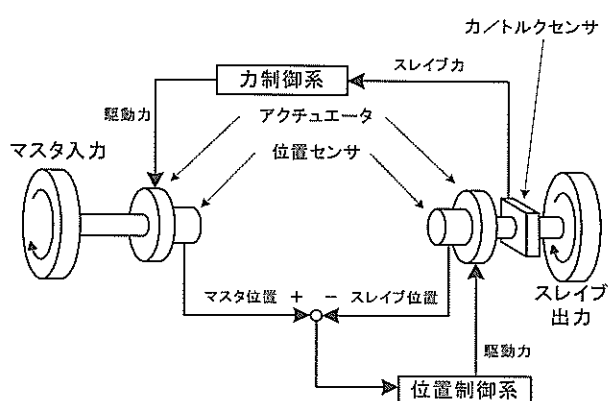 力／トルクセンサ
力制御系
スレイブ力
駆動力
アクチュエータ
マスタ入力
位置センサ
マスタ位置 + − スレイブ位置
スレイブ
出力
駆動力
位置制御系